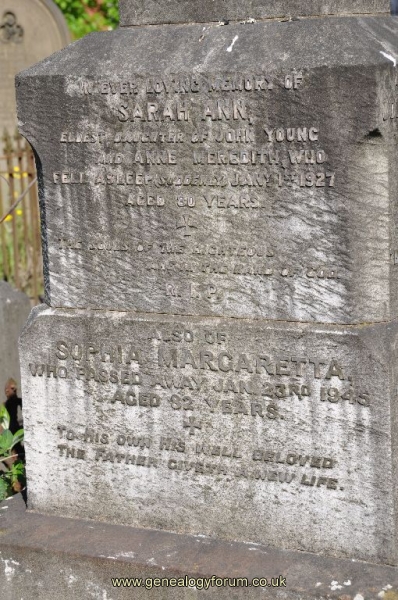 IN EVER LOVING MEMORY OF
SARAH ANN,
ELDEST DAUGHTER OF JOHN YOUNG
AND ANNE MEREDITH, WHO
FELL ASLEEP (SUDDENLY) JANY 1ST 1927
AGED 80 YEARS.
THE SOULS OF THE RIGHTEOUS
ARE IN THE HAND OF GOD.
R.I.P.
ALSO OF
SOPHIA MARGARETTA,
WHO PASSED AWAY JAN. 23RD 1945
AGED 82 YEARS.
TO HIS OWN HIS WELL BELOVED
THE FATHER GIVETH A NEW LIFE.
www.genealogyforum.co.uk